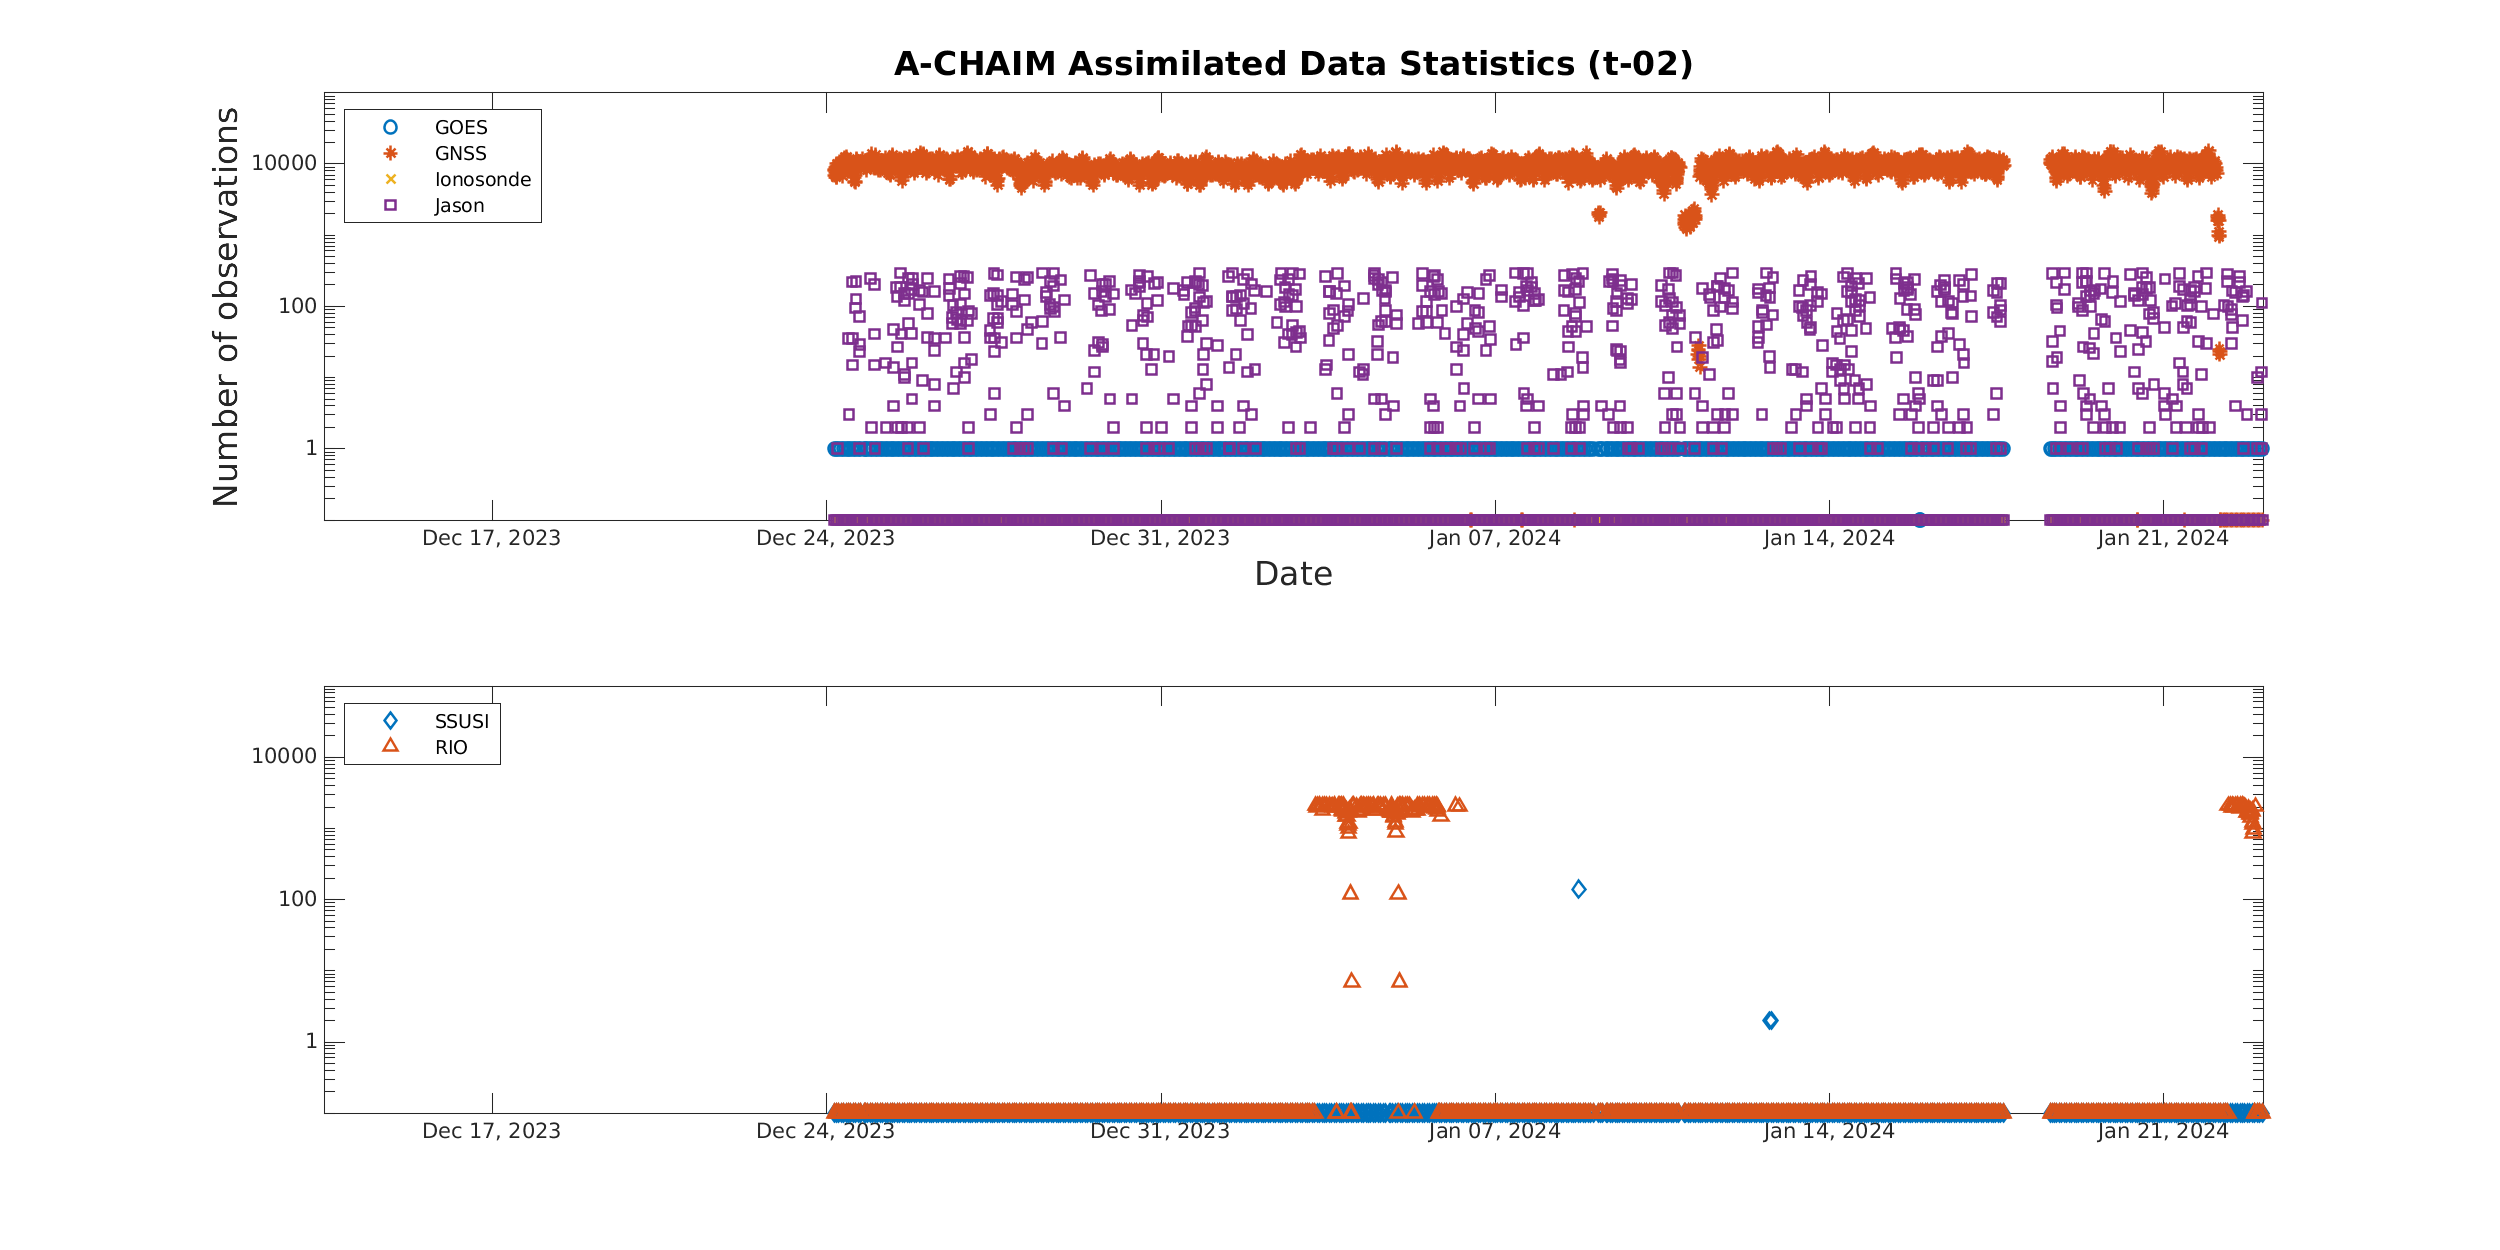 A-CHAIM Assimilated Data Statistics (t-02)
GOES
GNSS
Ionosonde
Jason
10000
100
1
Number of observations
Dec 17, 2023
Dec 24, 2023
Dec 31, 2023
Jan 07, 2024
Jan 14, 2024
Jan 21, 2024
Date
SSUSI
RIO
10000
100
1
Dec 17, 2023
Dec 24, 2023
Dec 31, 2023
Jan 07, 2024
Jan 14, 2024
Jan 21, 2024